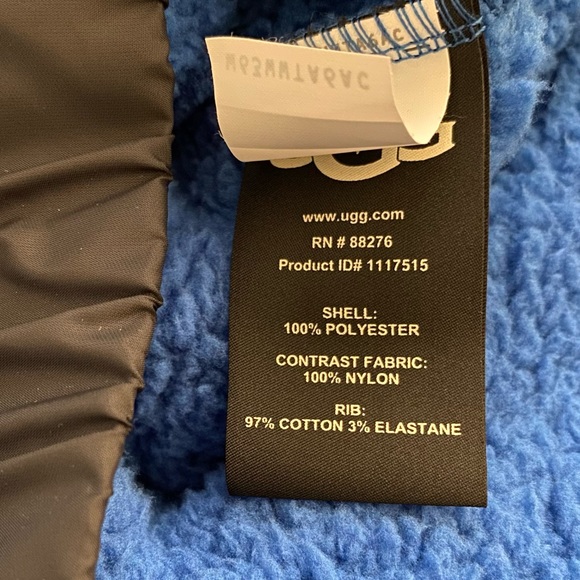 www.ugg.com
RN # 88276
Product ID# 1117515
SHELL:
100% POLYESTER
CONTRAST FABRIC:
100% NYLON
RIB:
97% COTTON 3% ELASTANE